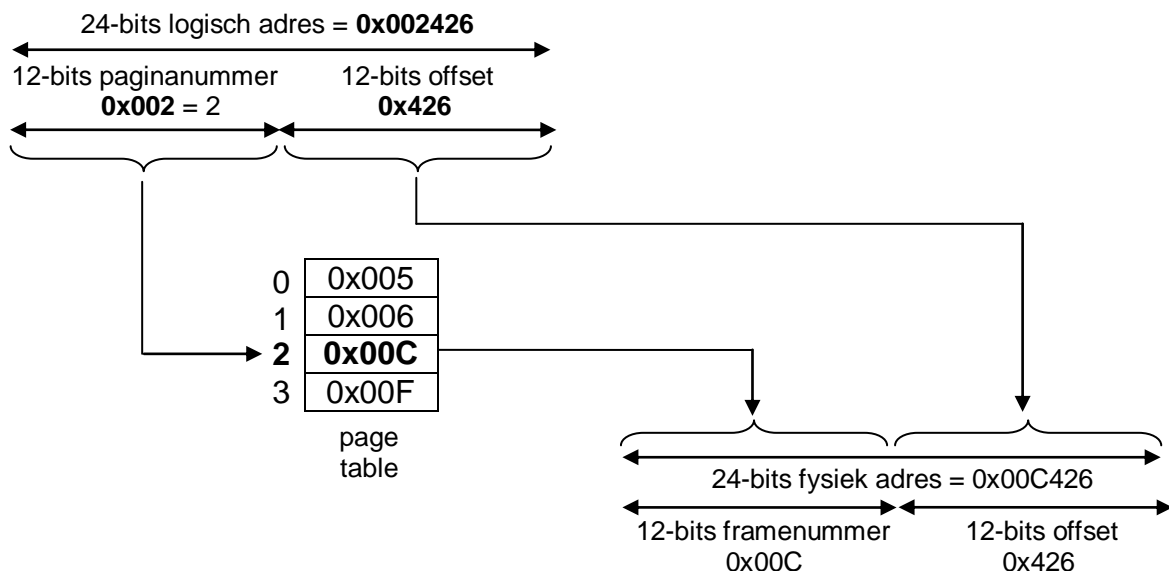 24-bits logisch adres = 0x002426
12-bits paginanummer
0x002 = 2
12-bits offset
0x426
0 0x005
1 0x006
2 0x00C
3 0x00F
page
table
24-bits fysiek adres = 0x00C426
12-bits framenummer
0x00C
12-bits offset
0x426